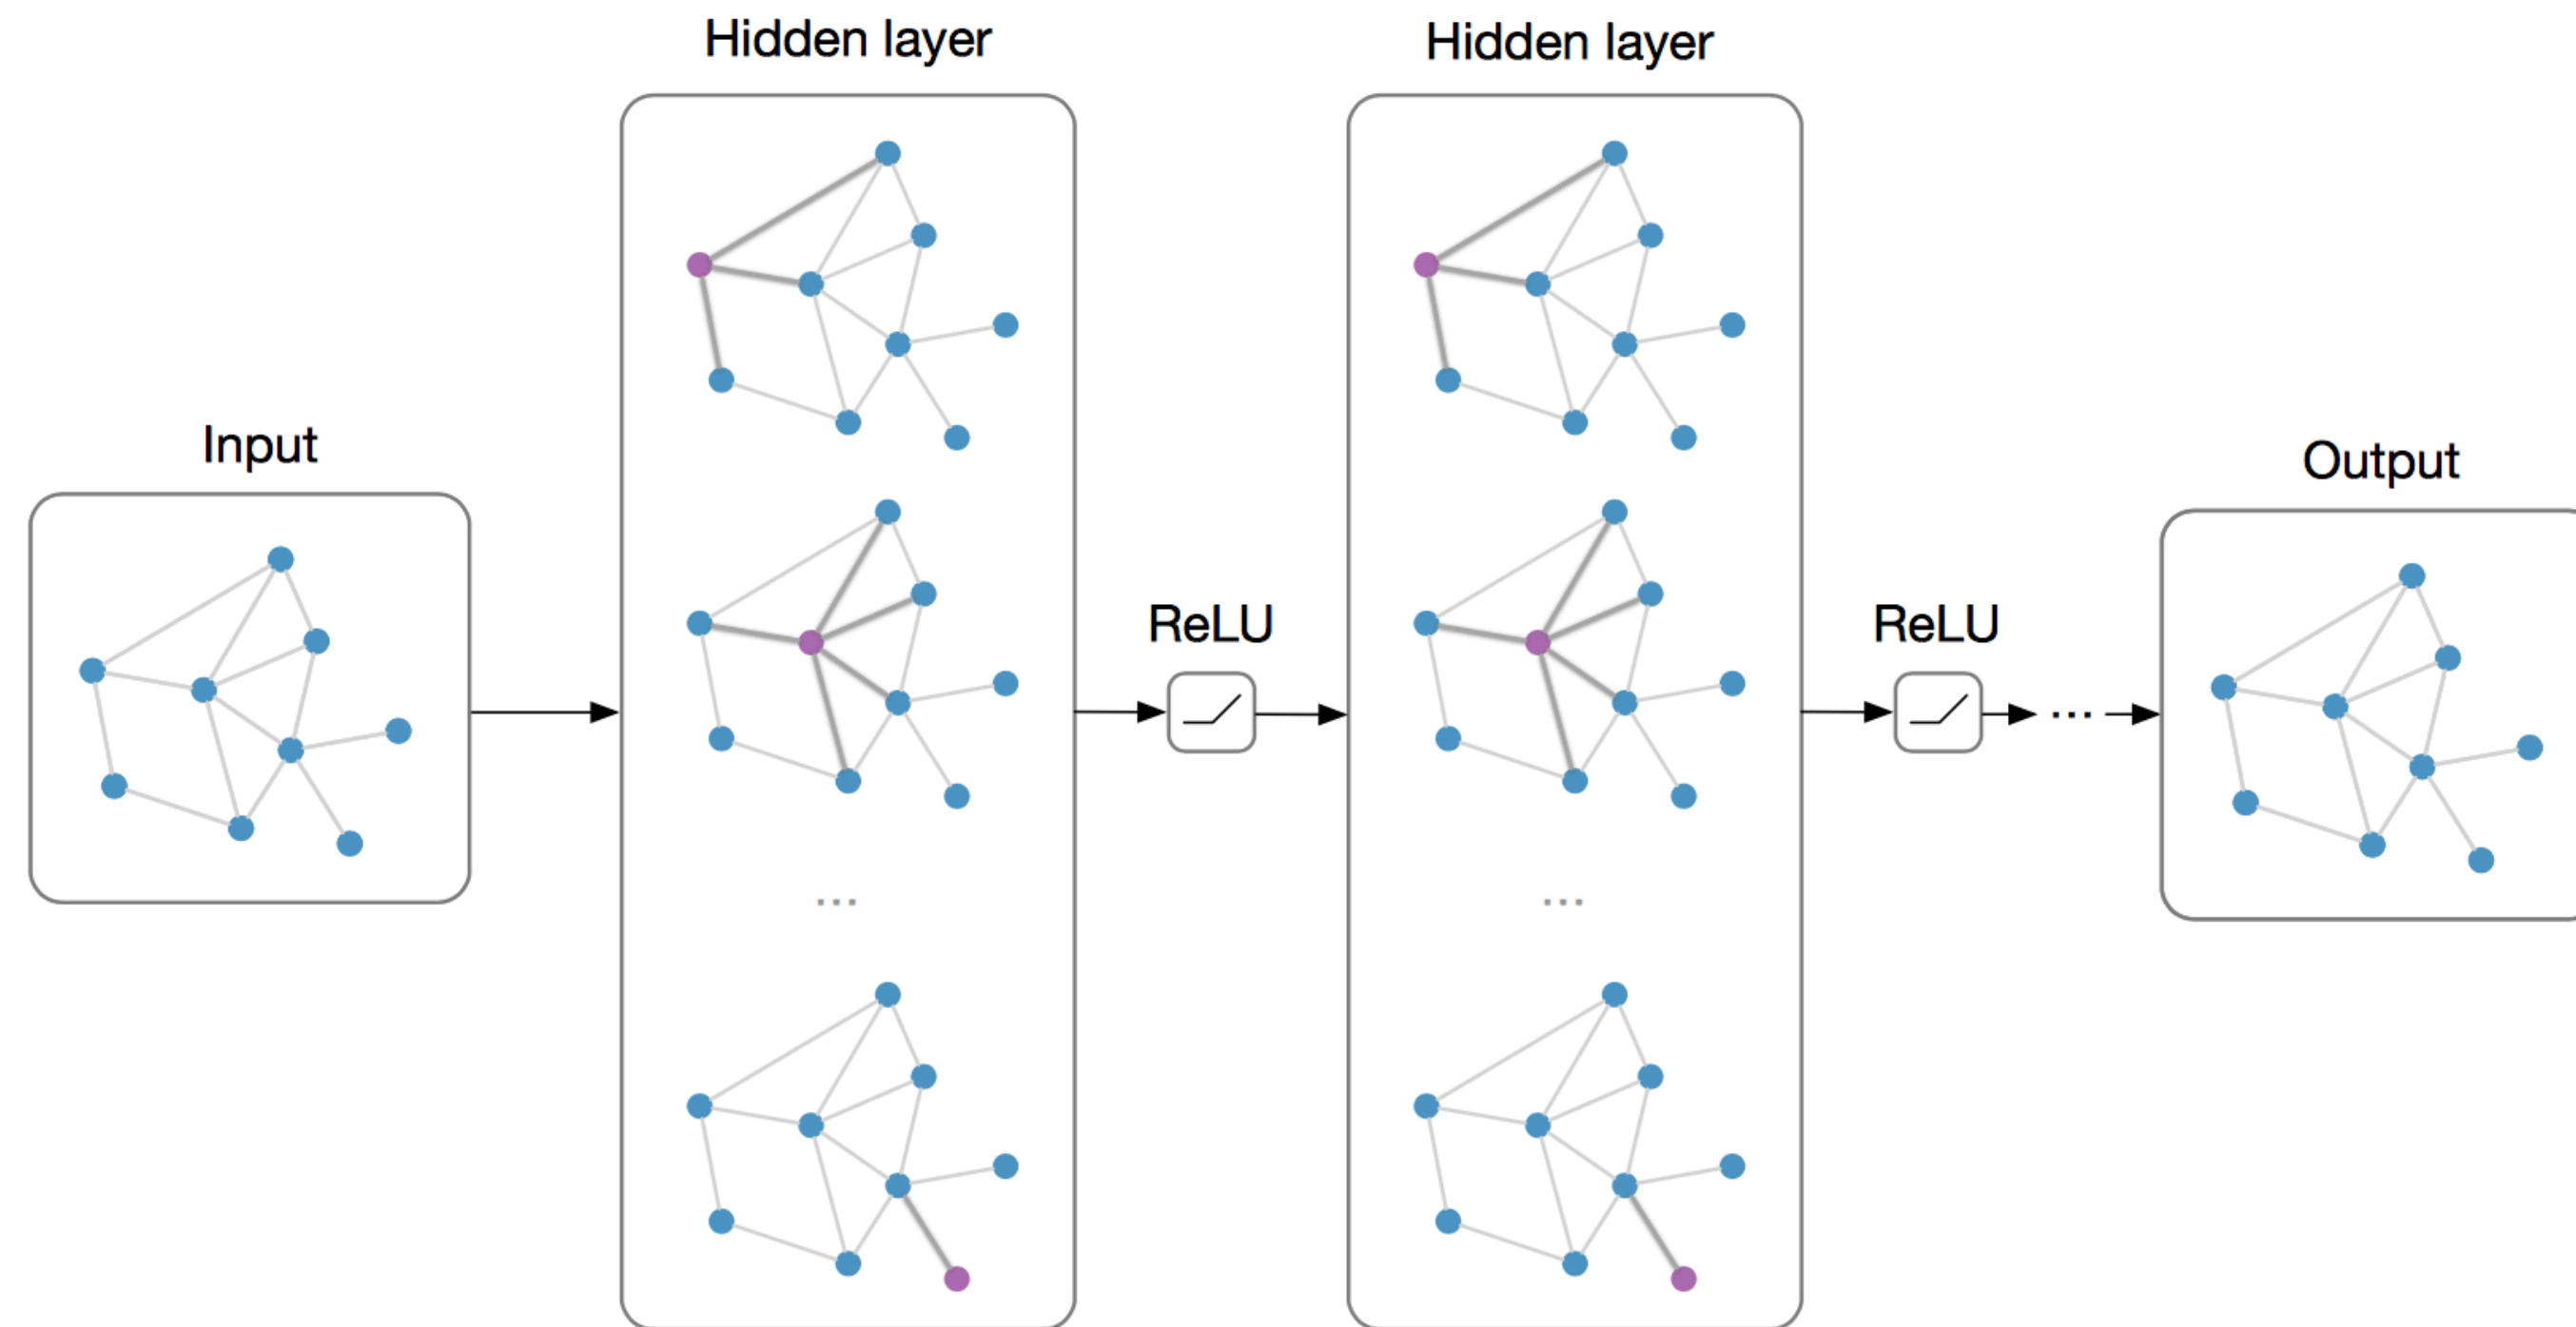 Hidden layer
Hidden layer
Input
Output
ReLU
ReLU
...
...
...